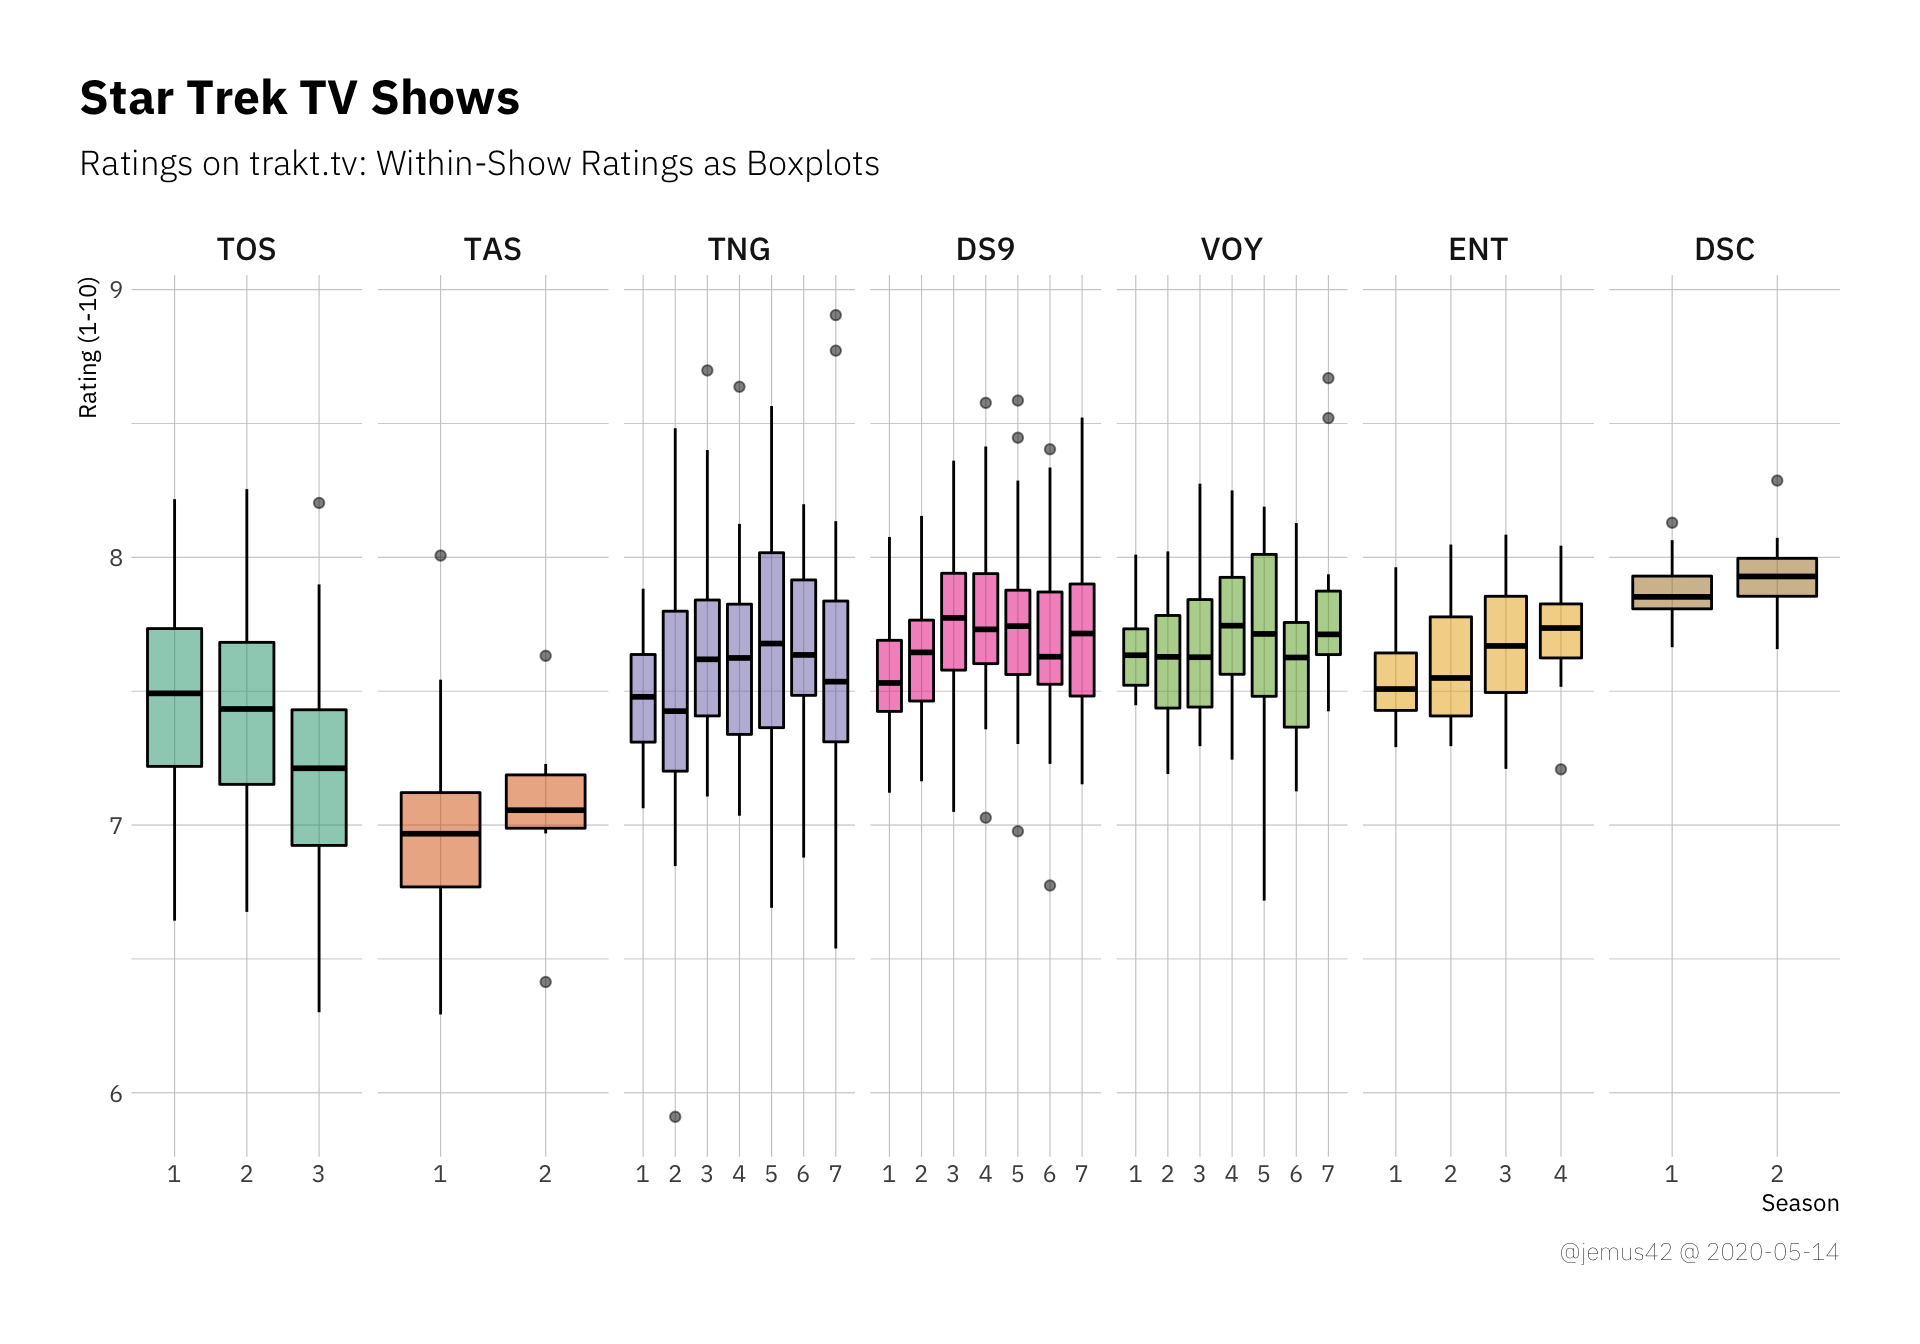 Star Trek TV Shows
Ratings on trakt.tv: Within-Show Ratings as Boxplots
TOS TAS TNG DS9 VOY ENT DSC
Rating (1-10)
9
8
7
6
1 2 3 1 2 1 2 3 4 5 6 7 1 2 3 4 5 6 7 1 2 3 4 5 6 7 1 2 3 4 1 2
Season
@jemus42 @ 2020-05-14